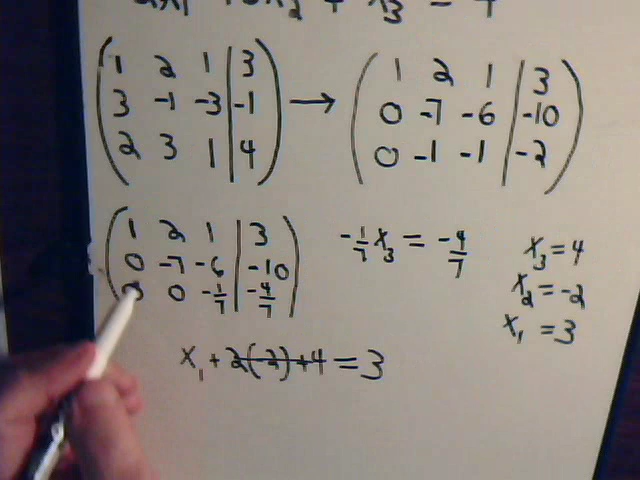 1 2 1 | 3
3 -1 -3 | -1
2 3 1 | 4
→
1 2 1 | 3
0 -7 -6 | -10
0 -1 -1 | -2
1 2 1 | 3
0 -7 -6 | -10
0 0 -1/7 | -4/7
-1/7 x₃ = -4/7
x₃ = 4
x₂ = -2
x₁ = 3
x₁ + 2(-2) + 4 = 3